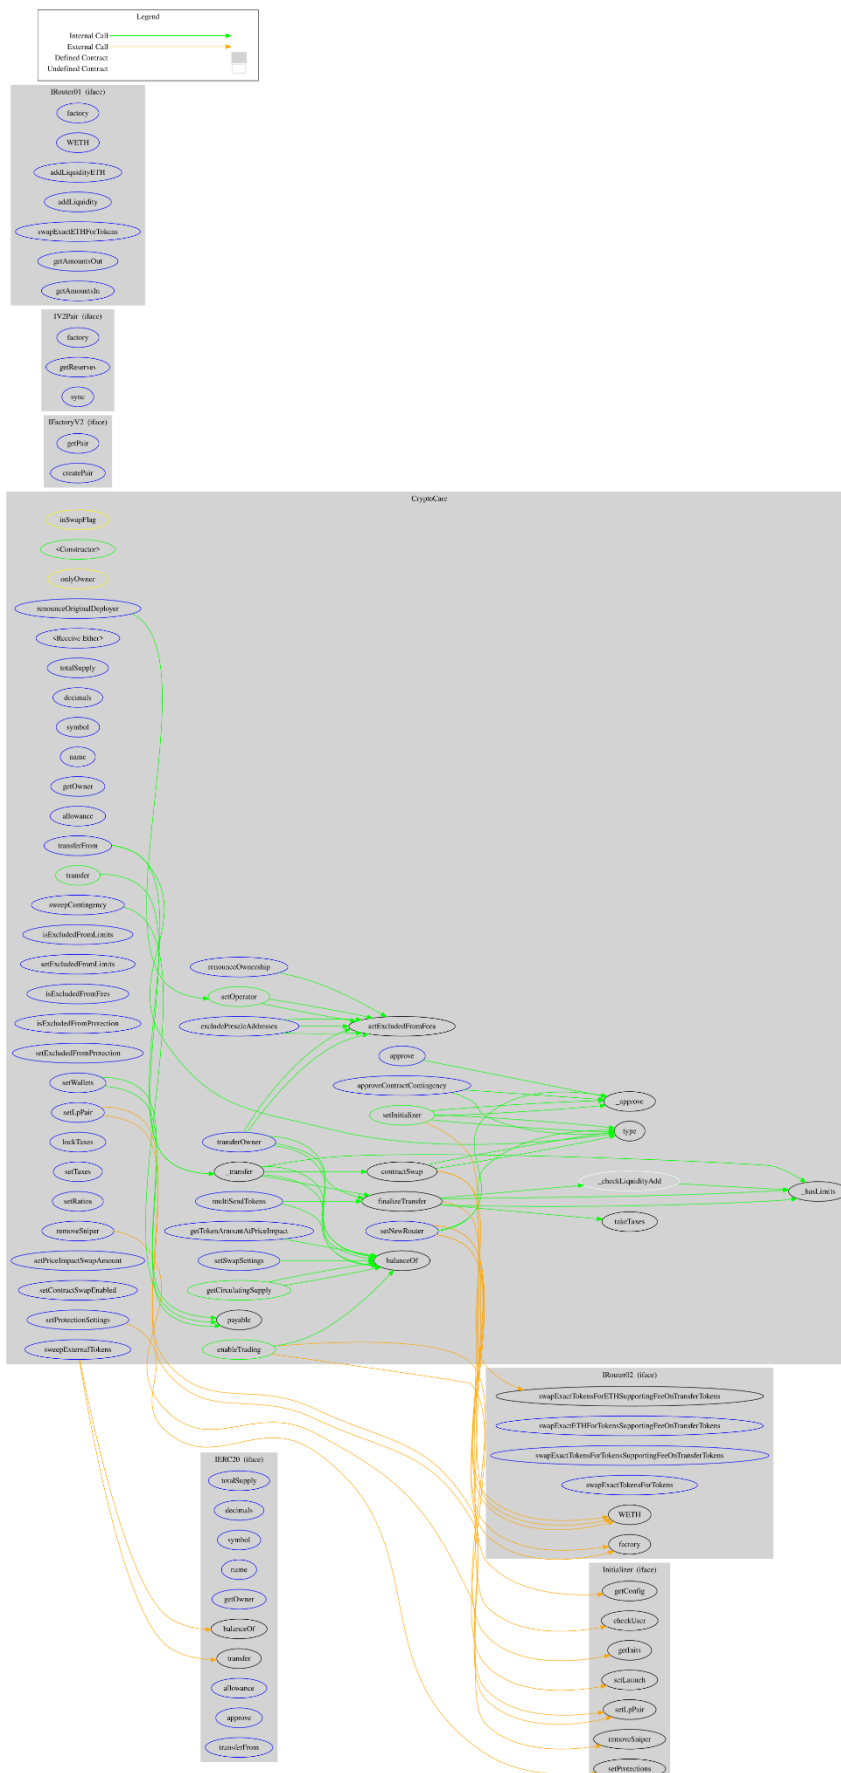 Legend
Internal Call
External Call
Defined Contract
Undefined Contract
IRouter01 (iface)
factory
WETH
addLiquidityETH
addLiquidity
swapExactETHForTokens
getAmountsOut
getAmountsIn
IV2Pair (iface)
factory
getReserves
sync
IFactoryV2 (iface)
getPair
createPair
CryptoCare
inSwapFlag
<Constructor>
onlyOwner
renounceOriginalDeployer
<Receive Ether>
totalSupply
decimals
symbol
name
getOwner
allowance
transferFrom
transfer
sweepContingency
isExcludedFromLimits
setExcludedFromLimits
isExcludedFromFees
isExcludedFromProtection
setExcludedFromProtection
setWallets
setLpPair
lockTaxes
setTaxes
setRatios
removeSniper
setPriceImpactSwapAmount
setContractSwapEnabled
setProtectionSettings
sweepExternalTokens
renounceOwnership
setOperator
excludePresaleAddresses
transferOwner
_transfer
multiSendTokens
getTokenAmountAtPriceImpact
setSwapSettings
getCirculatingSupply
payable
enableTrading
setExcludedFromFees
approve
approveContractContingency
setInitializer
contractSwap
finalizeTransfer
setNewRouter
balanceOf
_approve
type
_checkLiquidityAdd
takeTaxes
_hasLimits
IRouter02 (iface)
swapExactTokensForETHSupportingFeeOnTransferTokens
swapExactETHForTokensSupportingFeeOnTransferTokens
swapExactTokensForTokensSupportingFeeOnTransferTokens
swapExactTokensForTokens
WETH
factory
IERC20 (iface)
totalSupply
decimals
symbol
name
getOwner
balanceOf
transfer
allowance
approve
transferFrom
Initializer (iface)
getConfig
checkUser
getInits
setLaunch
setLpPair
removeSniper
setProtections